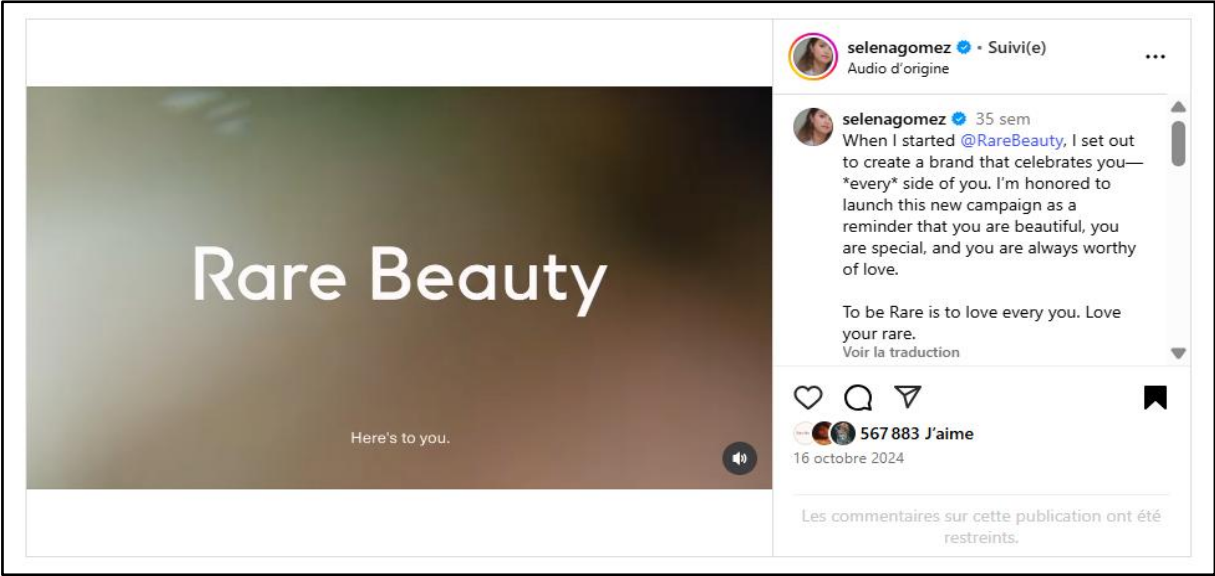 Rare Beauty
Here's to you.
selenagomez • Suivi(e)
Audio d'origine
selenagomez 35 sem
When I started @RareBeauty, I set out
to create a brand that celebrates you—
*every* side of you. I'm honored to
launch this new campaign as a
reminder that you are beautiful, you
are special, and you are always worthy
of love.
To be Rare is to love every you. Love
your rare.
Voir la traduction
567 883 J'aime
16 octobre 2024
Les commentaires sur cette publication ont été
restreints.